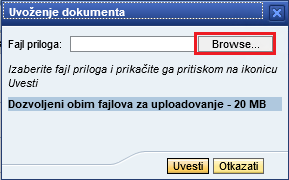 Uvoženje dokumenta
Fajl priloga: Browse...
Izaberite fajl priloga i prikačite ga pritiskom na ikonicu
Uvesti
Dozvoljeni obim fajlova za uploadovanje - 20 MB
Uvesti Otkazati